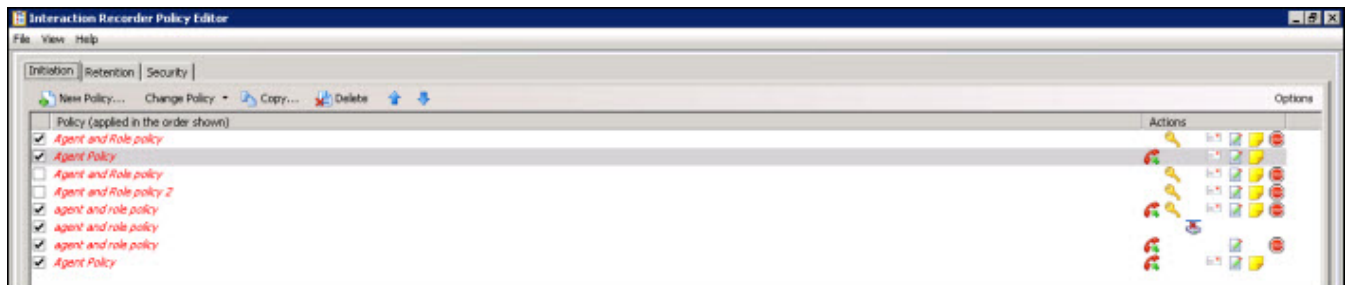 Interaction Recorder Policy Editor
File View Help
Initiation Retention Security
New Policy... Change Policy Copy... Delete Options
Policy (applied in the order shown) Actions
Agent and Role policy
Agent Policy
Agent and Role policy
Agent and Role policy 2
agent and role policy
agent and role policy
agent and role policy
Agent Policy